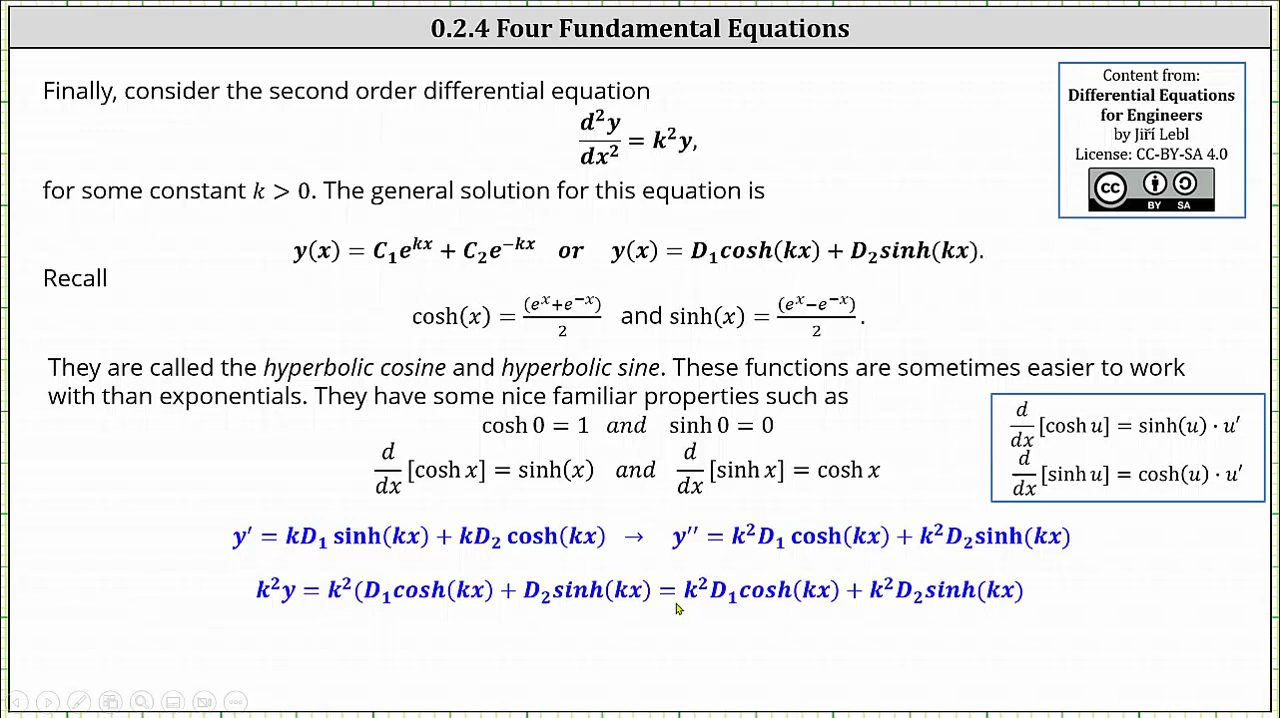 0.2.4 Four Fundamental Equations
Finally, consider the second order differential equation
d²y/dx² = k²y,
for some constant k > 0. The general solution for this equation is
y(x) = C₁eᵏˣ + C₂e⁻ᵏˣ or y(x) = D₁cosh(kx) + D₂sinh(kx).
Recall
cosh(x) = (eˣ+e⁻ˣ)/2 and sinh(x) = (eˣ−e⁻ˣ)/2.
They are called the hyperbolic cosine and hyperbolic sine. These functions are sometimes easier to work
with than exponentials. They have some nice familiar properties such as
cosh 0 = 1 and sinh 0 = 0
d/dx [cosh x] = sinh(x) and d/dx [sinh x] = cosh x
y′ = kD₁ sinh(kx) + kD₂ cosh(kx) → y′′ = k²D₁ cosh(kx) + k²D₂sinh(kx)
k²y = k²(D₁cosh(kx) + D₂sinh(kx) = k²D₁cosh(kx) + k²D₂sinh(kx)
Content from:
Differential Equations
for Engineers
by Jiří Lebl
License: CC-BY-SA 4.0
cc
BY SA
d/dx [cosh u] = sinh(u) · u′
d/dx [sinh u] = cosh(u) · u′